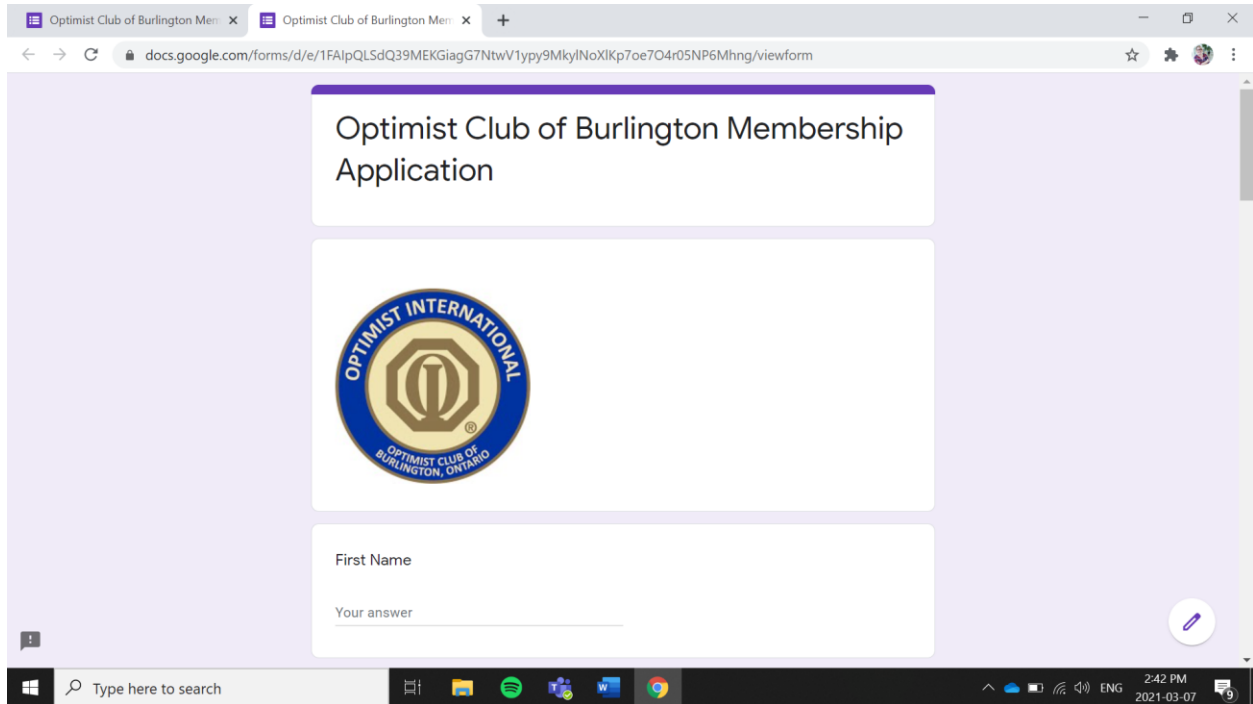 Optimist Club of Burlington Mem
Optimist Club of Burlington Mem
docs.google.com/forms/d/e/1FAIpQLSdQ39MEKGiagG7NtwV1ypy9MkylNoXlKp7oe7O4r05NP6Mhng/viewform
Optimist Club of Burlington Membership
Application
OPTIMIST INTERNATIONAL
®
OPTIMIST CLUB OF
BURLINGTON, ONTARIO
First Name
Your answer
Type here to search
ENG
2:42 PM
2021-03-07
9